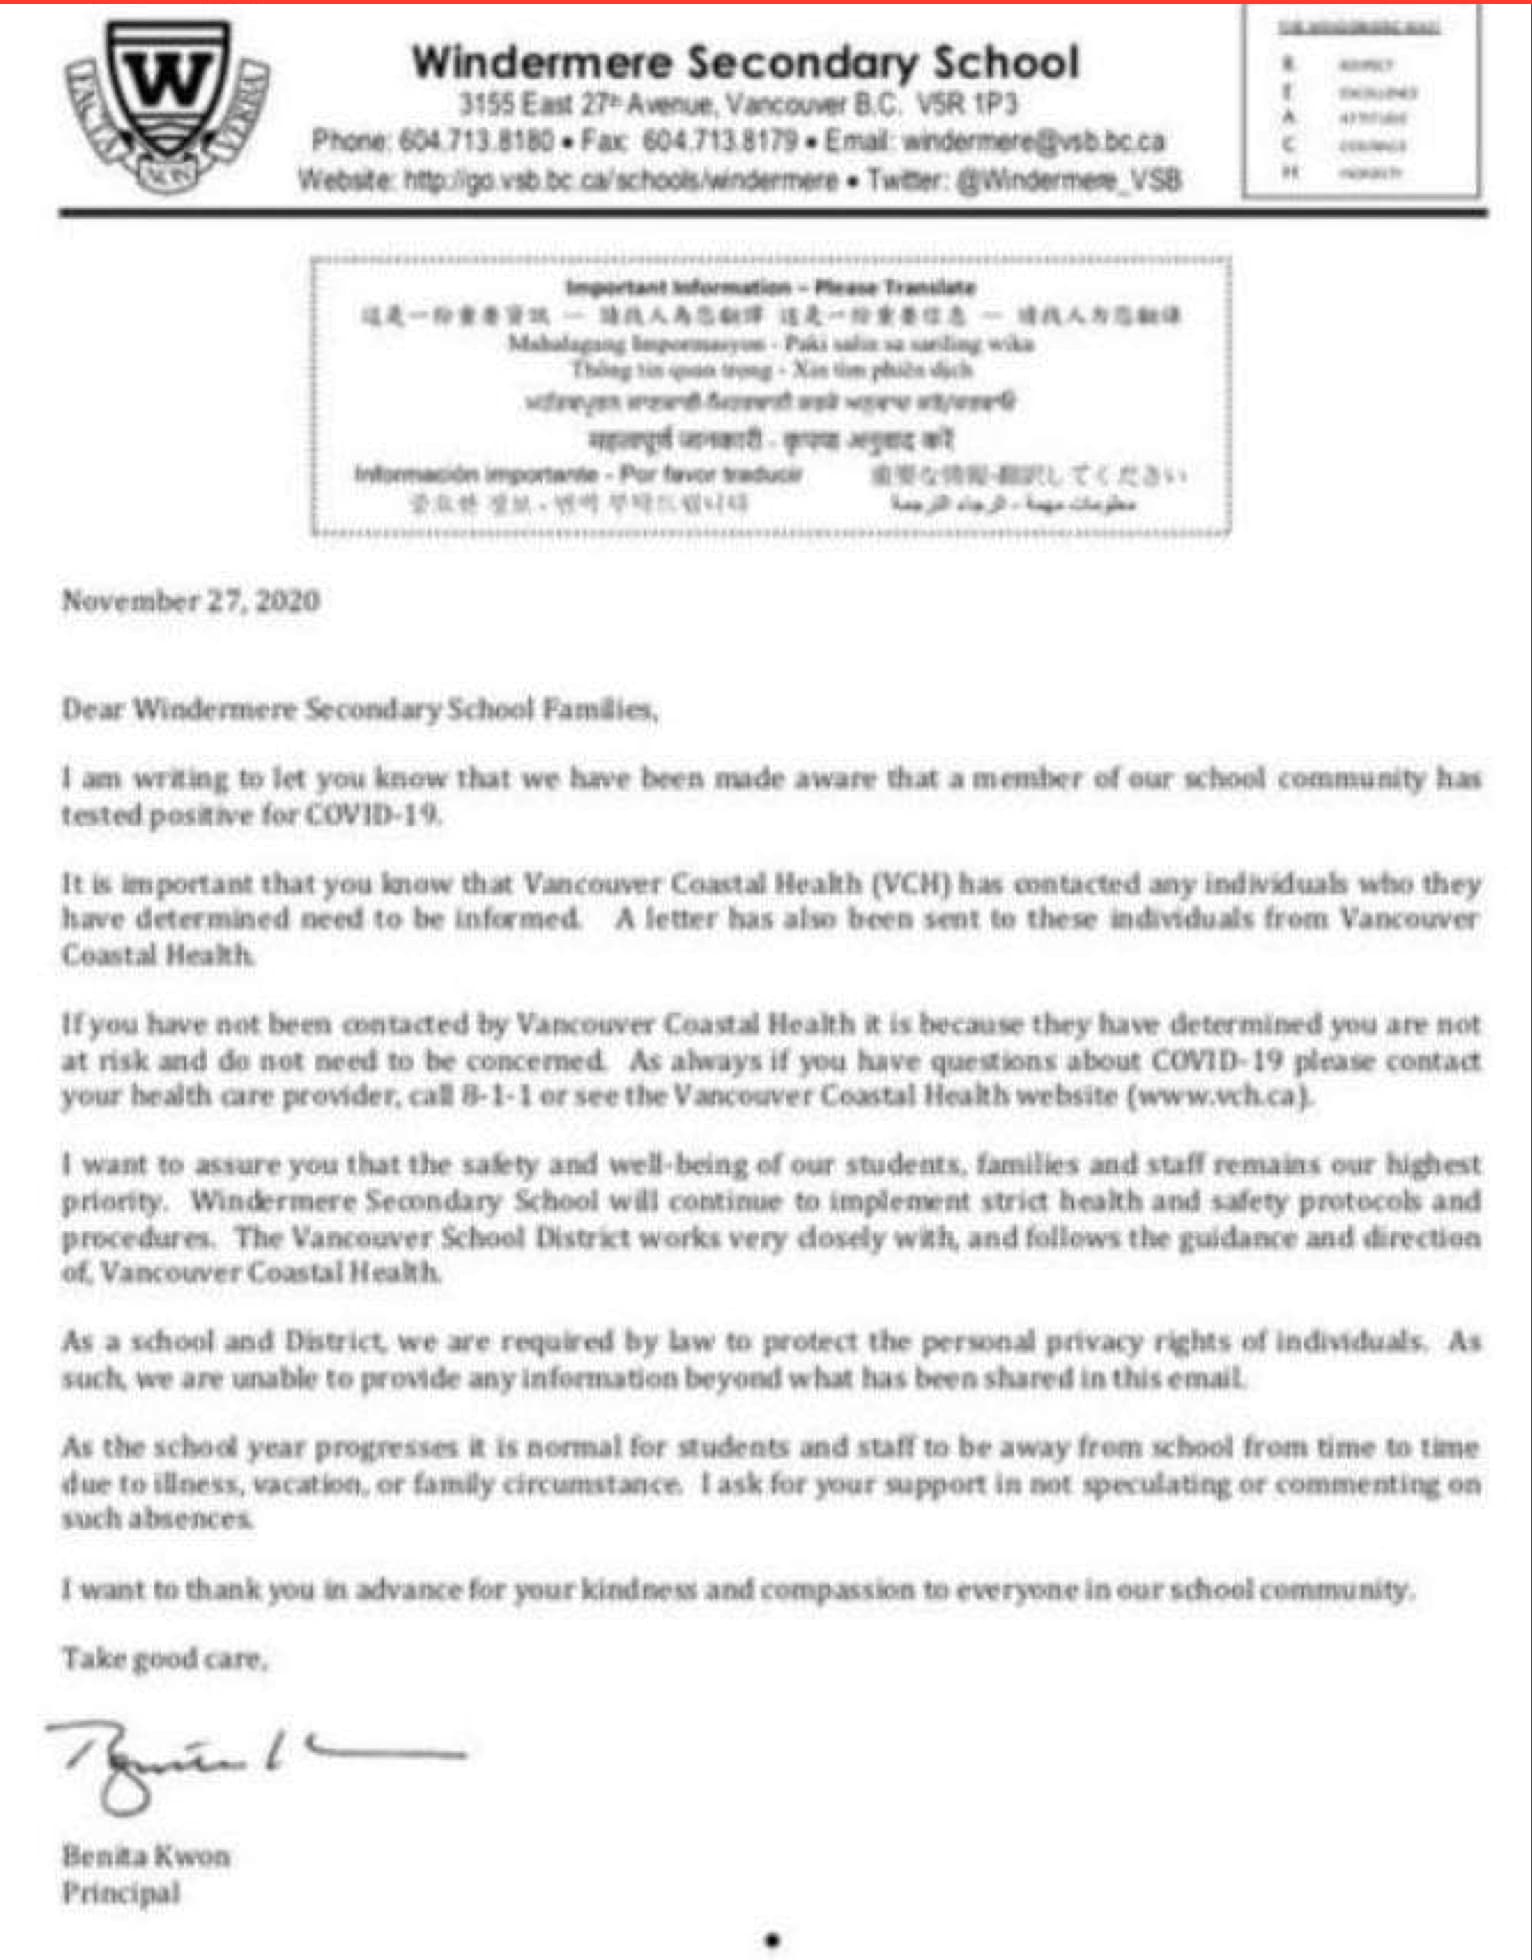 FACTA NON VERBA
W
Windermere Secondary School
3155 East 27th Avenue, Vancouver B.C. V5R 1P3
Phone: 604.713.8180 • Fax: 604.713.8179 • Email: windermere@vsb.bc.ca
Website: http://go.vsb.bc.ca/schools/windermere • Twitter: @Windermere_VSB
THE WINDERMERE WAY
R RESPECT
E EXCELLENCE
A ATTITUDE
C COURAGE
H HONESTY
Important Information – Please Translate
這是一份重要資訊 — 請找人為您翻譯 这是一份重要信息 — 请找人为您翻译
Mahalagang Impormasyon - Paki salin sa sariling wika
Thông tin quan trọng - Xin tìm phiên dịch
महत्वपूर्ण जानकारी - कृपया अनुवाद करें
Información importante - Por favor traducir 重要な情報-翻訳してください
중요한 정보 - 번역 부탁드립니다 معلومات مهمة - الرجاء الترجمة
November 27, 2020
Dear Windermere Secondary School Families,
I am writing to let you know that we have been made aware that a member of our school community has
tested positive for COVID-19.
It is important that you know that Vancouver Coastal Health (VCH) has contacted any individuals who they
have determined need to be informed. A letter has also been sent to these individuals from Vancouver
Coastal Health.
If you have not been contacted by Vancouver Coastal Health it is because they have determined you are not
at risk and do not need to be concerned. As always if you have questions about COVID-19 please contact
your health care provider, call 8-1-1 or see the Vancouver Coastal Health website (www.vch.ca).
I want to assure you that the safety and well-being of our students, families and staff remains our highest
priority. Windermere Secondary School will continue to implement strict health and safety protocols and
procedures. The Vancouver School District works very closely with, and follows the guidance and direction
of, Vancouver Coastal Health.
As a school and District, we are required by law to protect the personal privacy rights of individuals. As
such, we are unable to provide any information beyond what has been shared in this email.
As the school year progresses it is normal for students and staff to be away from school from time to time
due to illness, vacation, or family circumstance. I ask for your support in not speculating or commenting on
such absences.
I want to thank you in advance for your kindness and compassion to everyone in our school community.
Take good care,
Benita Kwon
Principal